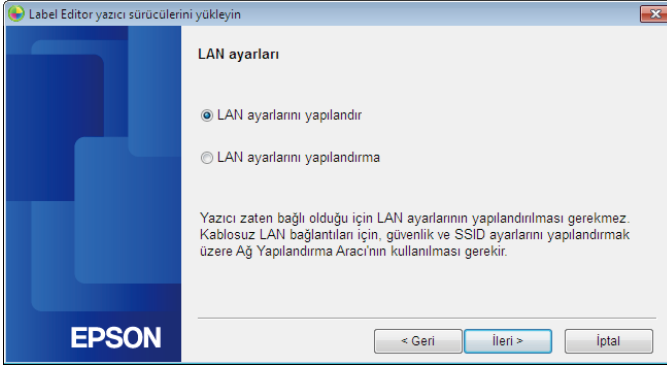 Label Editor yazıcı sürücülerini yükleyin
LAN ayarları
LAN ayarlarını yapılandır
LAN ayarlarını yapılandırma
Yazıcı zaten bağlı olduğu için LAN ayarlarının yapılandırılması gerekmez.
Kablosuz LAN bağlantıları için, güvenlik ve SSID ayarlarını yapılandırmak
üzere Ağ Yapılandırma Aracı'nın kullanılması gerekir.
EPSON
< Geri
İleri >
İptal